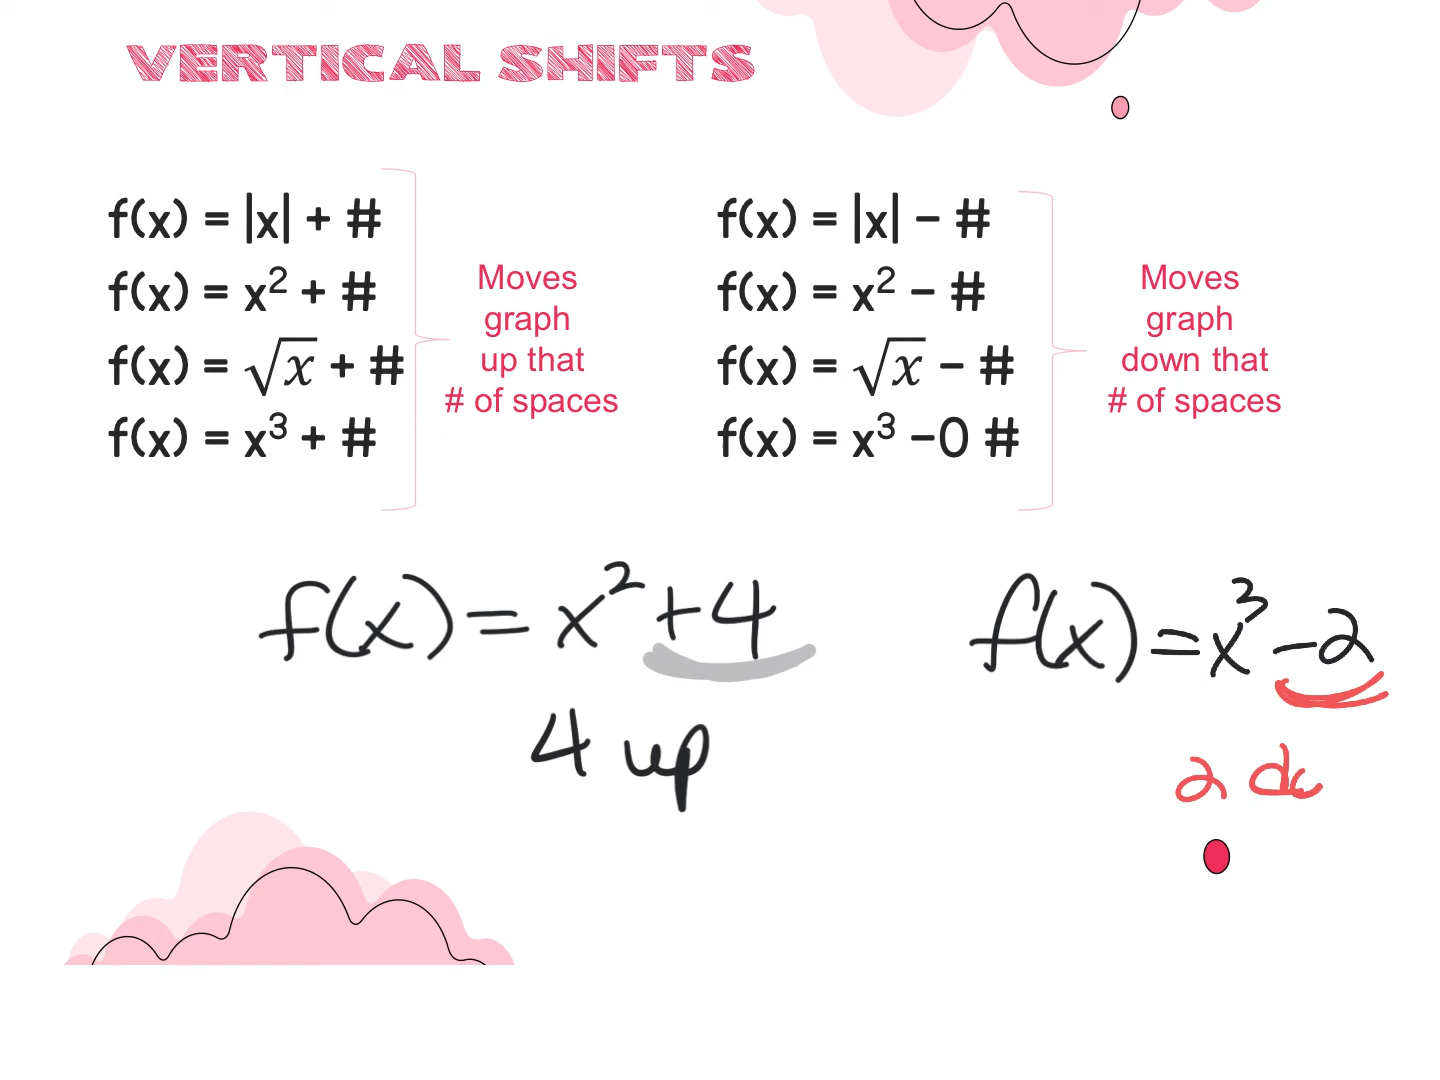 VERTICAL SHIFTS
f(x) = |x| + #
f(x) = x² + #
f(x) = √x + #
f(x) = x³ + #
Moves
graph
up that
# of spaces
f(x) = |x| – #
f(x) = x² – #
f(x) = √x – #
f(x) = x³ –0 #
Moves
graph
down that
# of spaces
f(x) = x² +4
4 up
f(x) = x³ –2
2